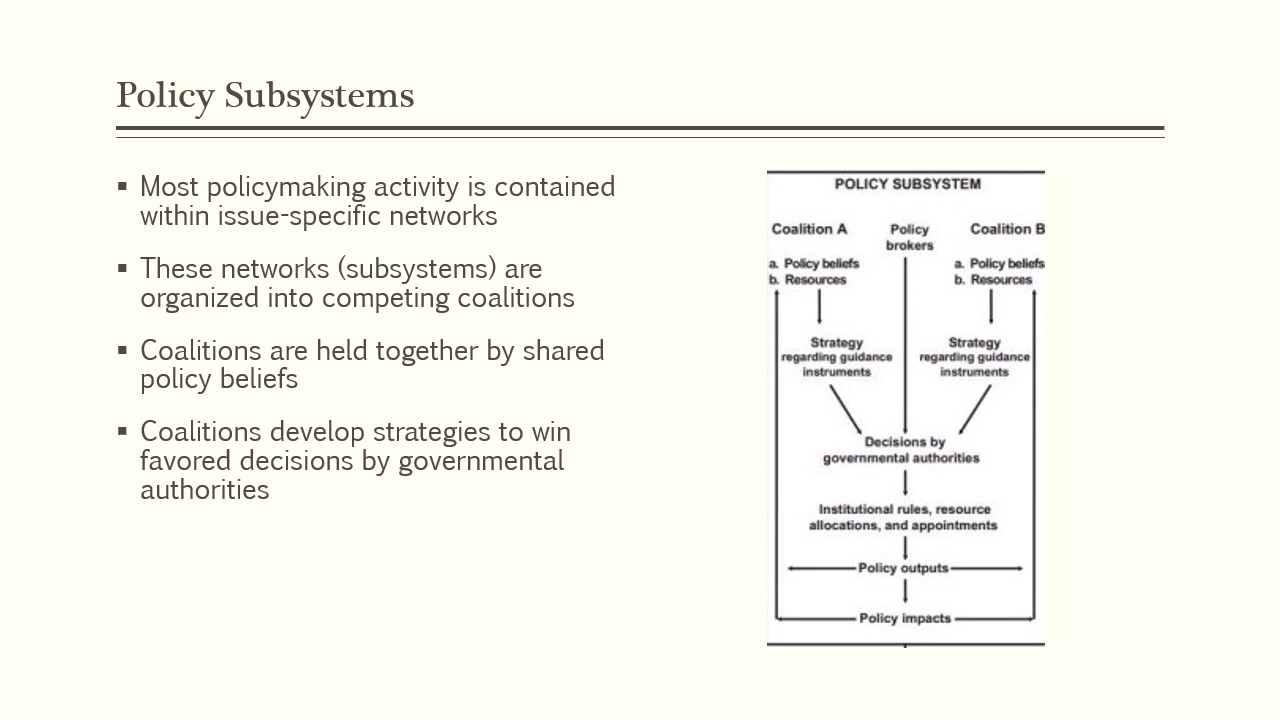 Policy Subsystems
▪ Most policymaking activity is contained
within issue-specific networks
▪ These networks (subsystems) are
organized into competing coalitions
▪ Coalitions are held together by shared
policy beliefs
▪ Coalitions develop strategies to win
favored decisions by governmental
authorities
POLICY SUBSYSTEM
Coalition A
a. Policy beliefs
b. Resources
Policy
brokers
Coalition B
a. Policy beliefs
b. Resources
Strategy
regarding guidance
instruments
Strategy
regarding guidance
instruments
Decisions by
governmental authorities
Institutional rules, resource
allocations, and appointments
Policy outputs
Policy impacts